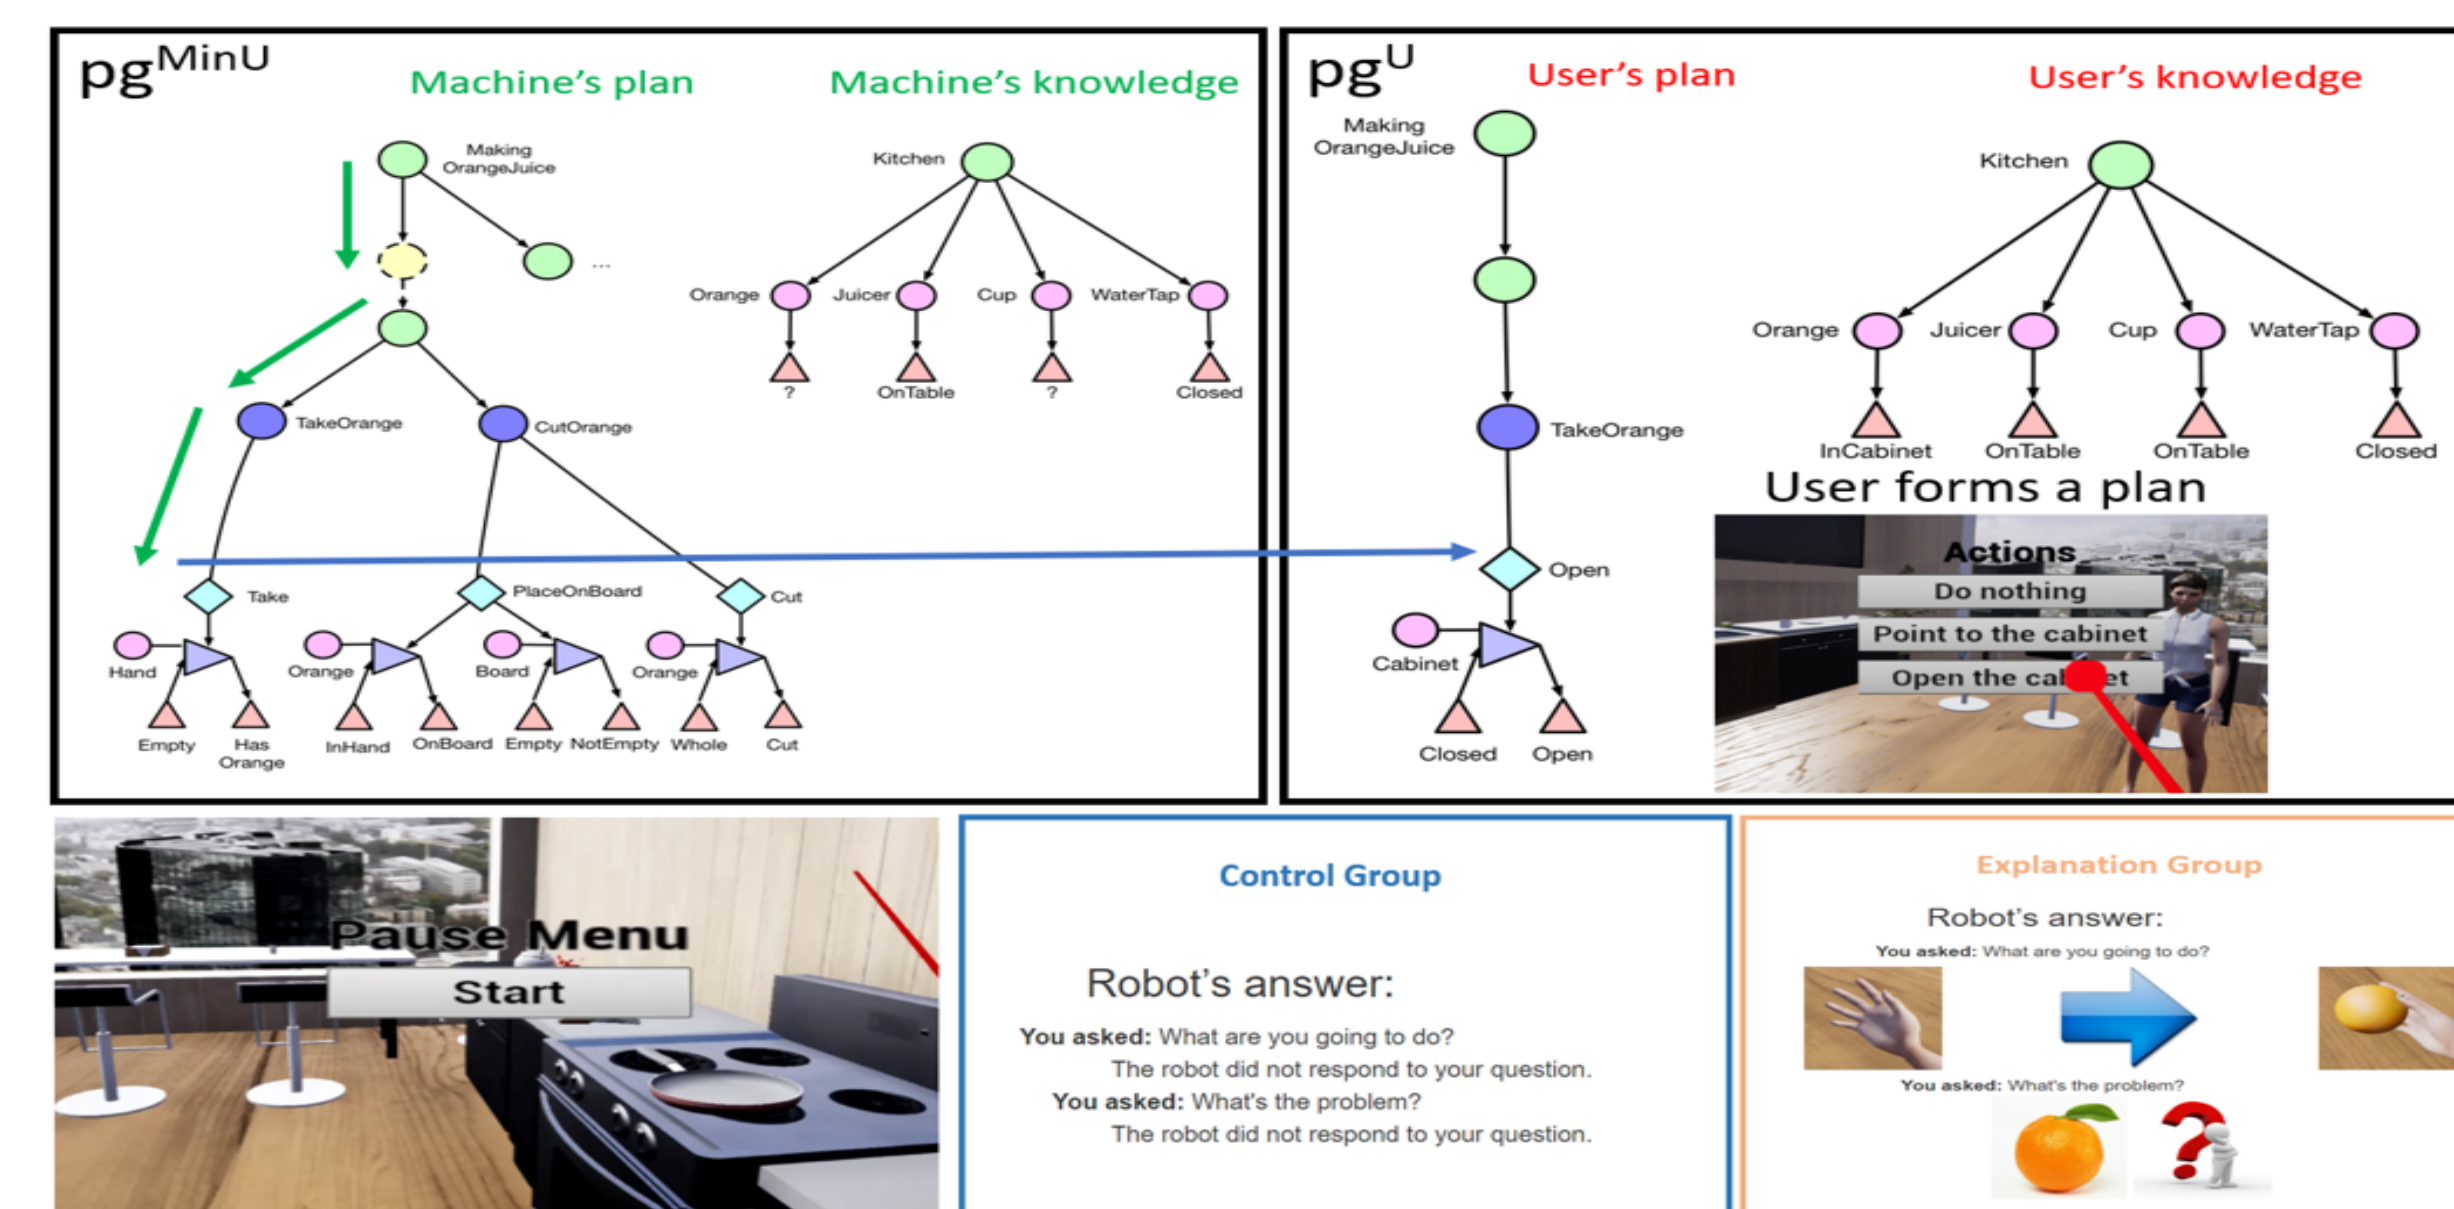 pg^MinU
Machine's plan
Machine's knowledge
Making
OrangeJuice
...
TakeOrange
CutOrange
Take
PlaceOnBoard
Cut
Hand
Orange
Board
Orange
Empty
Has
Orange
InHand
OnBoard
Empty
NotEmpty
Whole
Cut
Kitchen
Orange
Juicer
Cup
WaterTap
?
OnTable
?
Closed
pg^U
User's plan
User's knowledge
Making
OrangeJuice
TakeOrange
Open
Cabinet
Closed
Open
Kitchen
Orange
Juicer
Cup
WaterTap
InCabinet
OnTable
OnTable
Closed
User forms a plan
Actions
Do nothing
Point to the cabinet
Open the cabinet
Pause Menu
Start
Control Group
Robot's answer:
You asked: What are you going to do?
The robot did not respond to your question.
You asked: What's the problem?
The robot did not respond to your question.
Explanation Group
Robot's answer:
You asked: What are you going to do?
You asked: What's the problem?